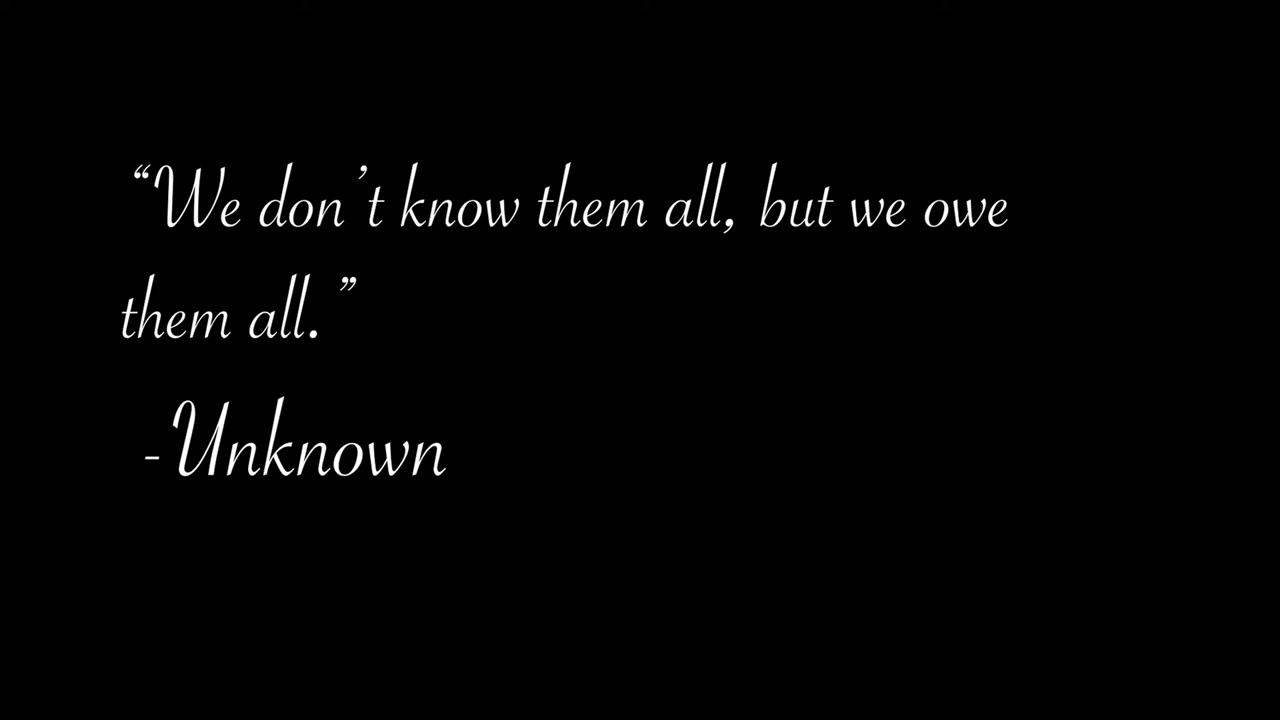 “We don’t know them all, but we owe
them all.”
-Unknown